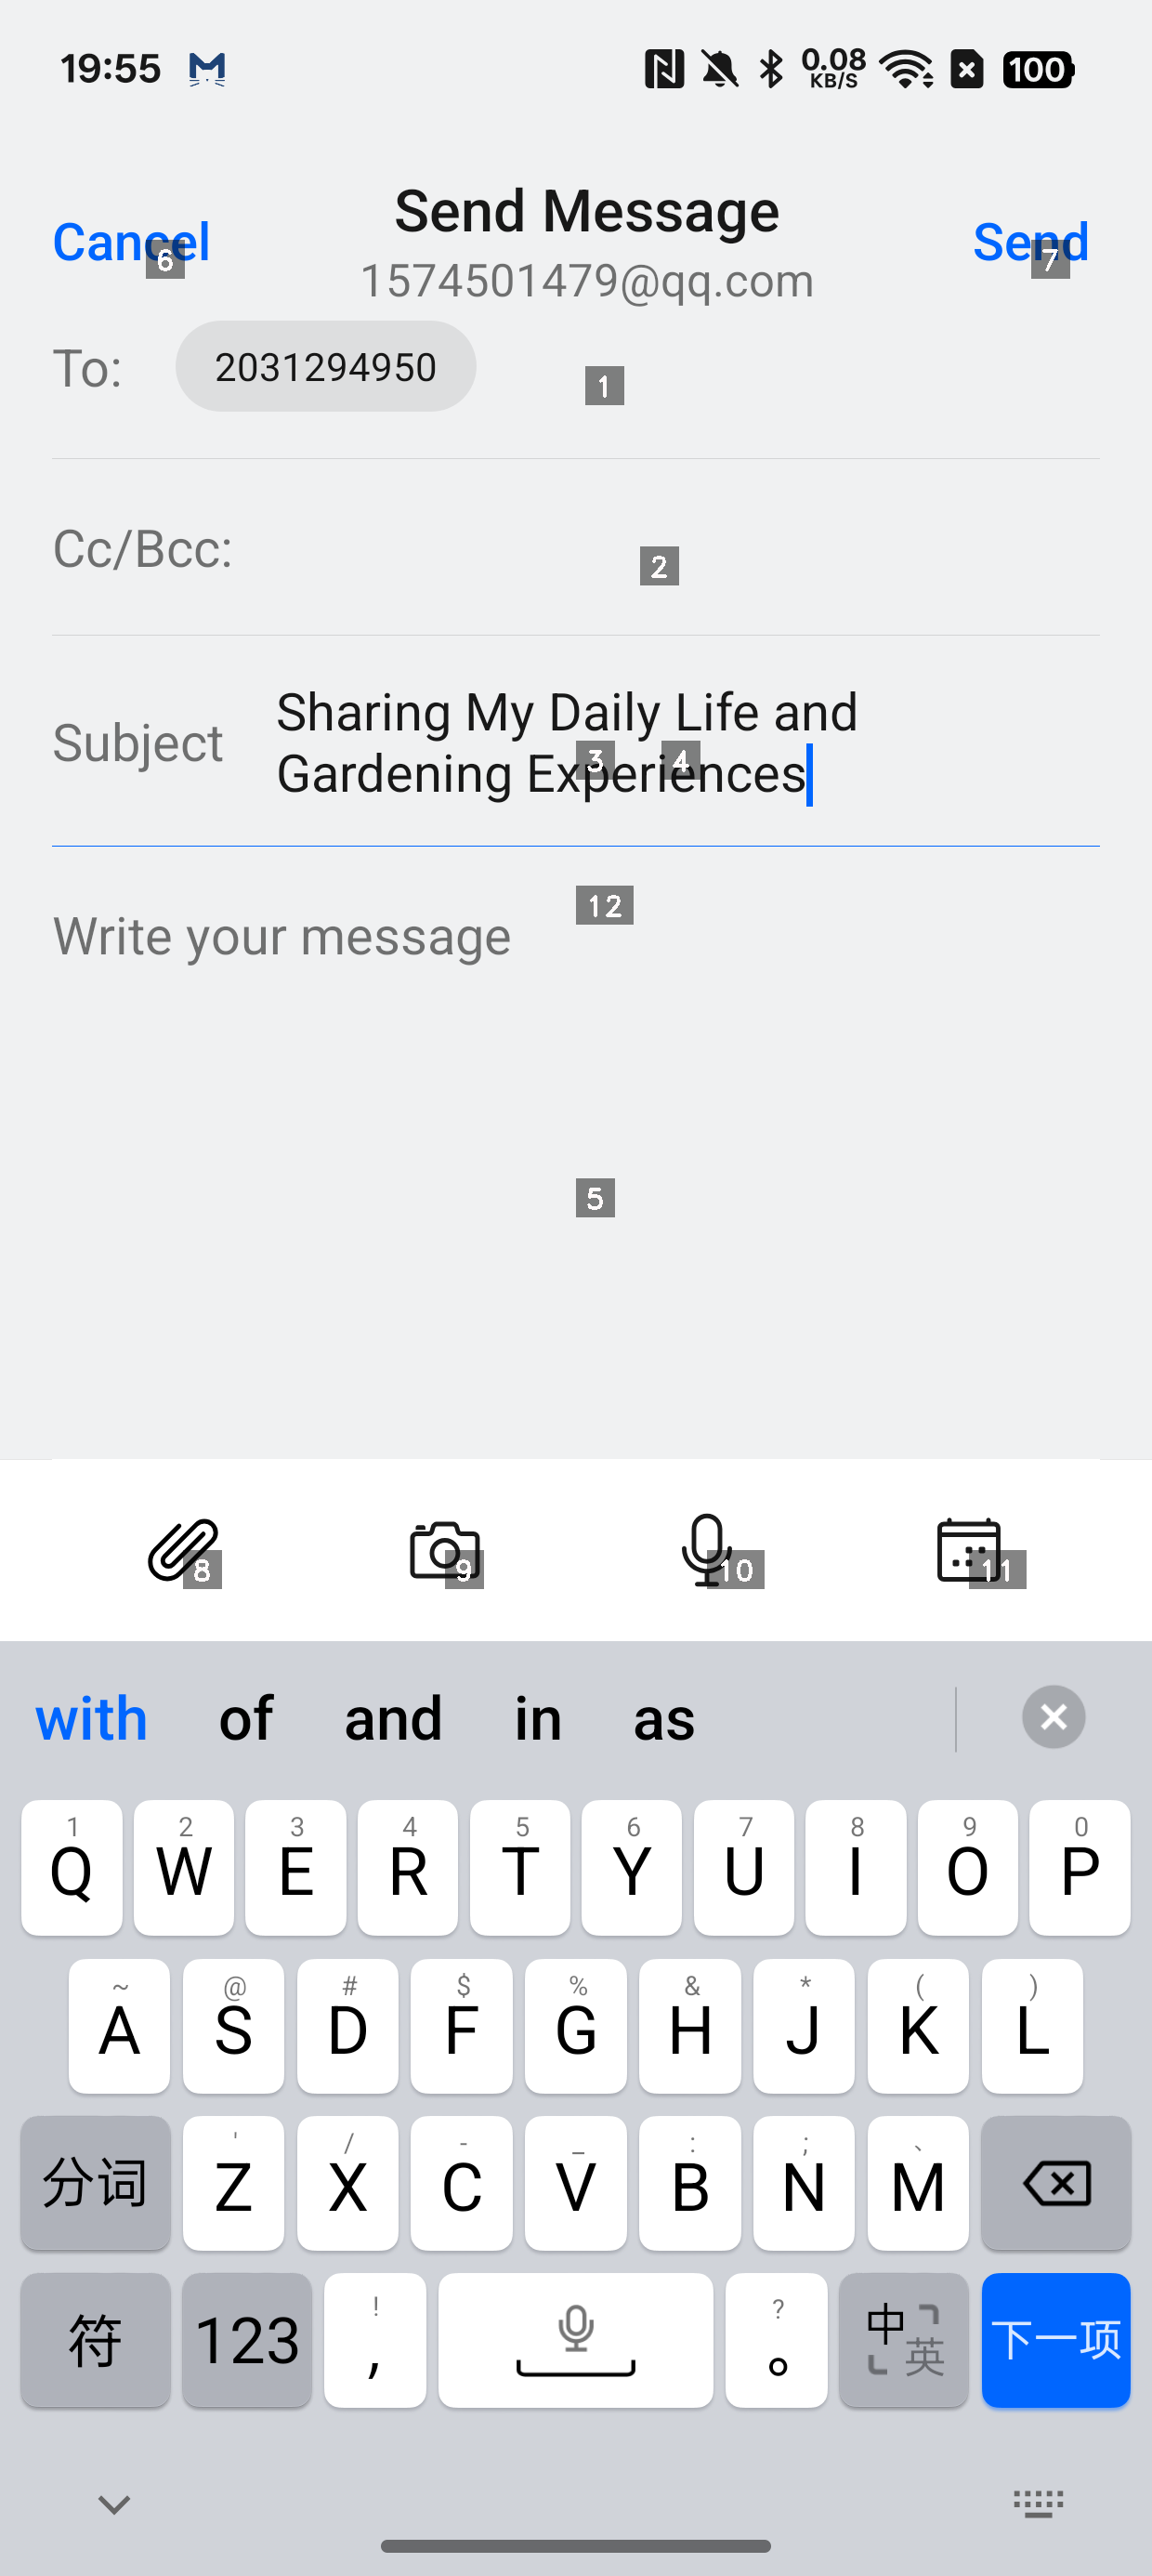 19:55 0.08 KB/S 100
Send Message
Cancel 6
Send 7
1574501479@qq.com
To: 2031294950 1
Cc/Bcc: 2
Subject
Sharing My Daily Life and
Gardening Experiences
3 4
12
Write your message
5
8 9 10 11
with of and in as
1 2 3 4 5 6 7 8 9 0
Q W E R T Y U I O P
~ @ # $ % & * ( )
A S D F G H J K L
' / - _ : ; 、
分词 Z X C V B N M
! ?
符 123 , 。 中 英 下一项